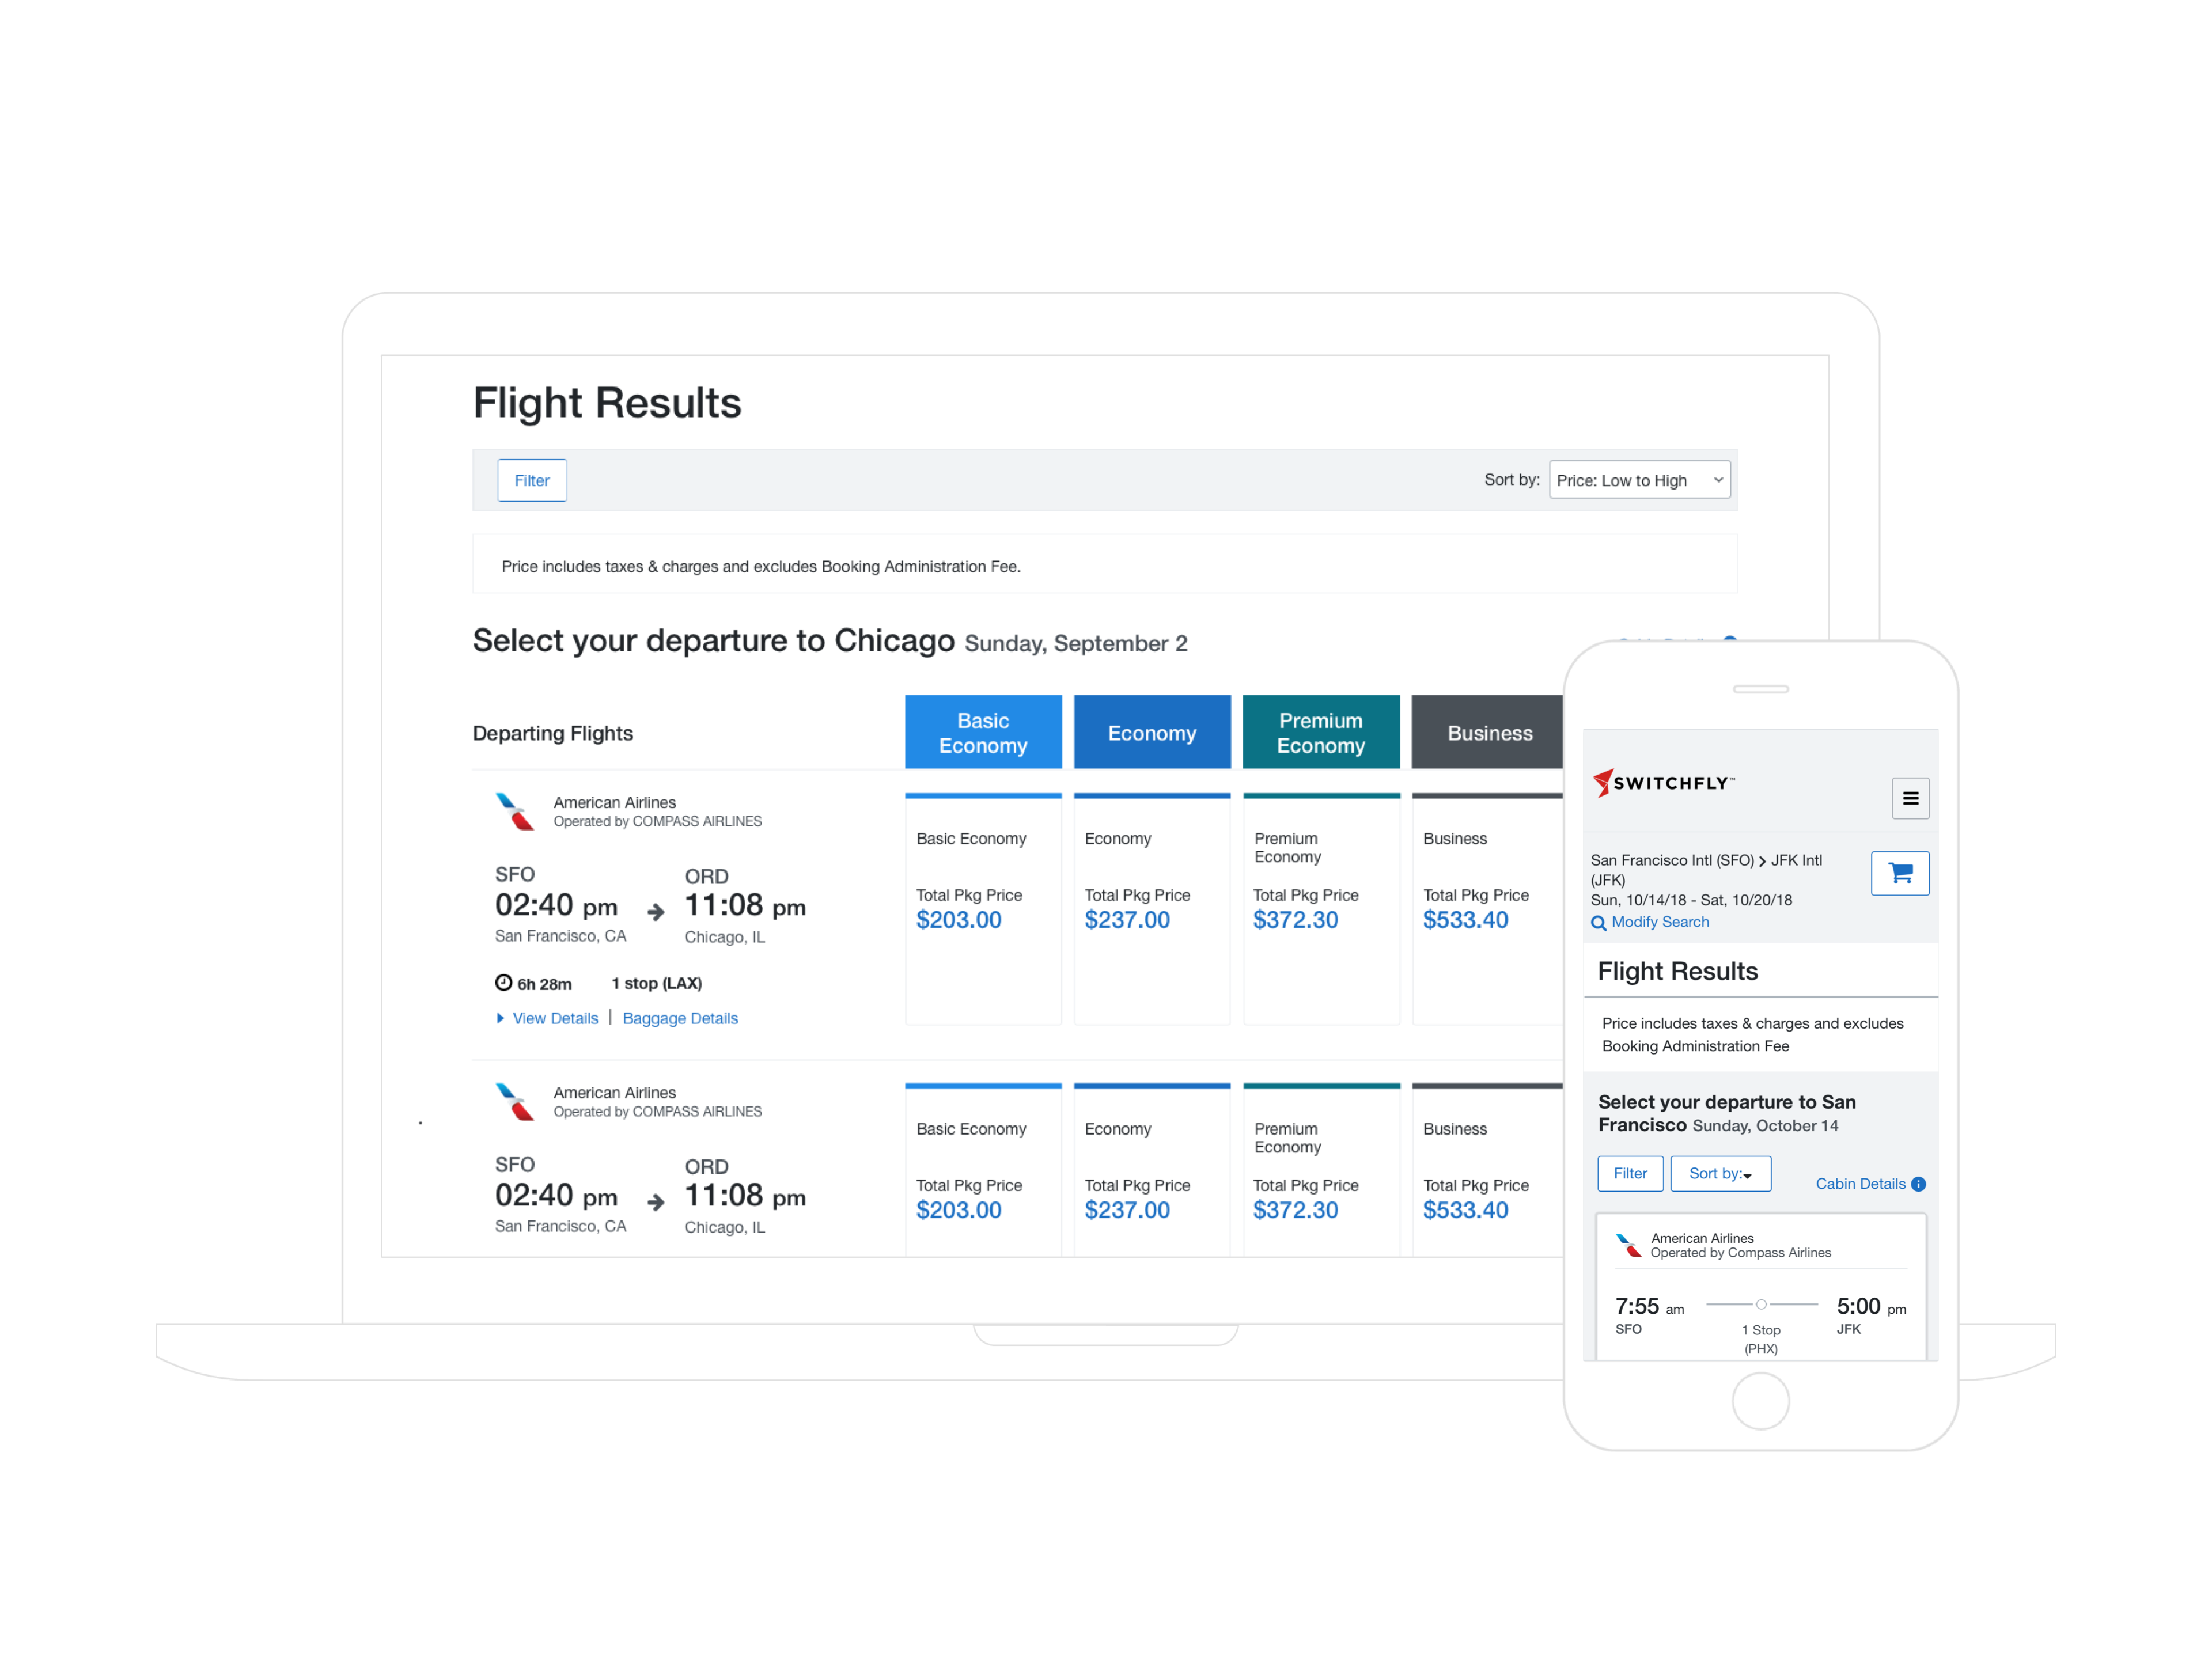 Flight Results
Filter
Sort by: Price: Low to High
Price includes taxes & charges and excludes Booking Administration Fee.
Select your departure to Chicago Sunday, September 2
Departing Flights
Basic
Economy
Economy
Premium
Economy
Business
American Airlines
Operated by COMPASS AIRLINES
SFO
02:40 pm
San Francisco, CA
ORD
11:08 pm
Chicago, IL
6h 28m 1 stop (LAX)
View Details | Baggage Details
Basic Economy
Total Pkg Price
$203.00
Economy
Total Pkg Price
$237.00
Premium
Economy
Total Pkg Price
$372.30
Business
Total Pkg Price
$533.40
American Airlines
Operated by COMPASS AIRLINES
SFO
02:40 pm
San Francisco, CA
ORD
11:08 pm
Chicago, IL
Basic Economy
Total Pkg Price
$203.00
Economy
Total Pkg Price
$237.00
Premium
Economy
Total Pkg Price
$372.30
Business
Total Pkg Price
$533.40
SWITCHFLY™
San Francisco Intl (SFO) > JFK Intl
(JFK)
Sun, 10/14/18 - Sat, 10/20/18
Modify Search
Flight Results
Price includes taxes & charges and excludes
Booking Administration Fee
Select your departure to San
Francisco Sunday, October 14
Filter
Sort by:
Cabin Details
American Airlines
Operated by Compass Airlines
7:55 am
SFO
1 Stop
(PHX)
5:00 pm
JFK